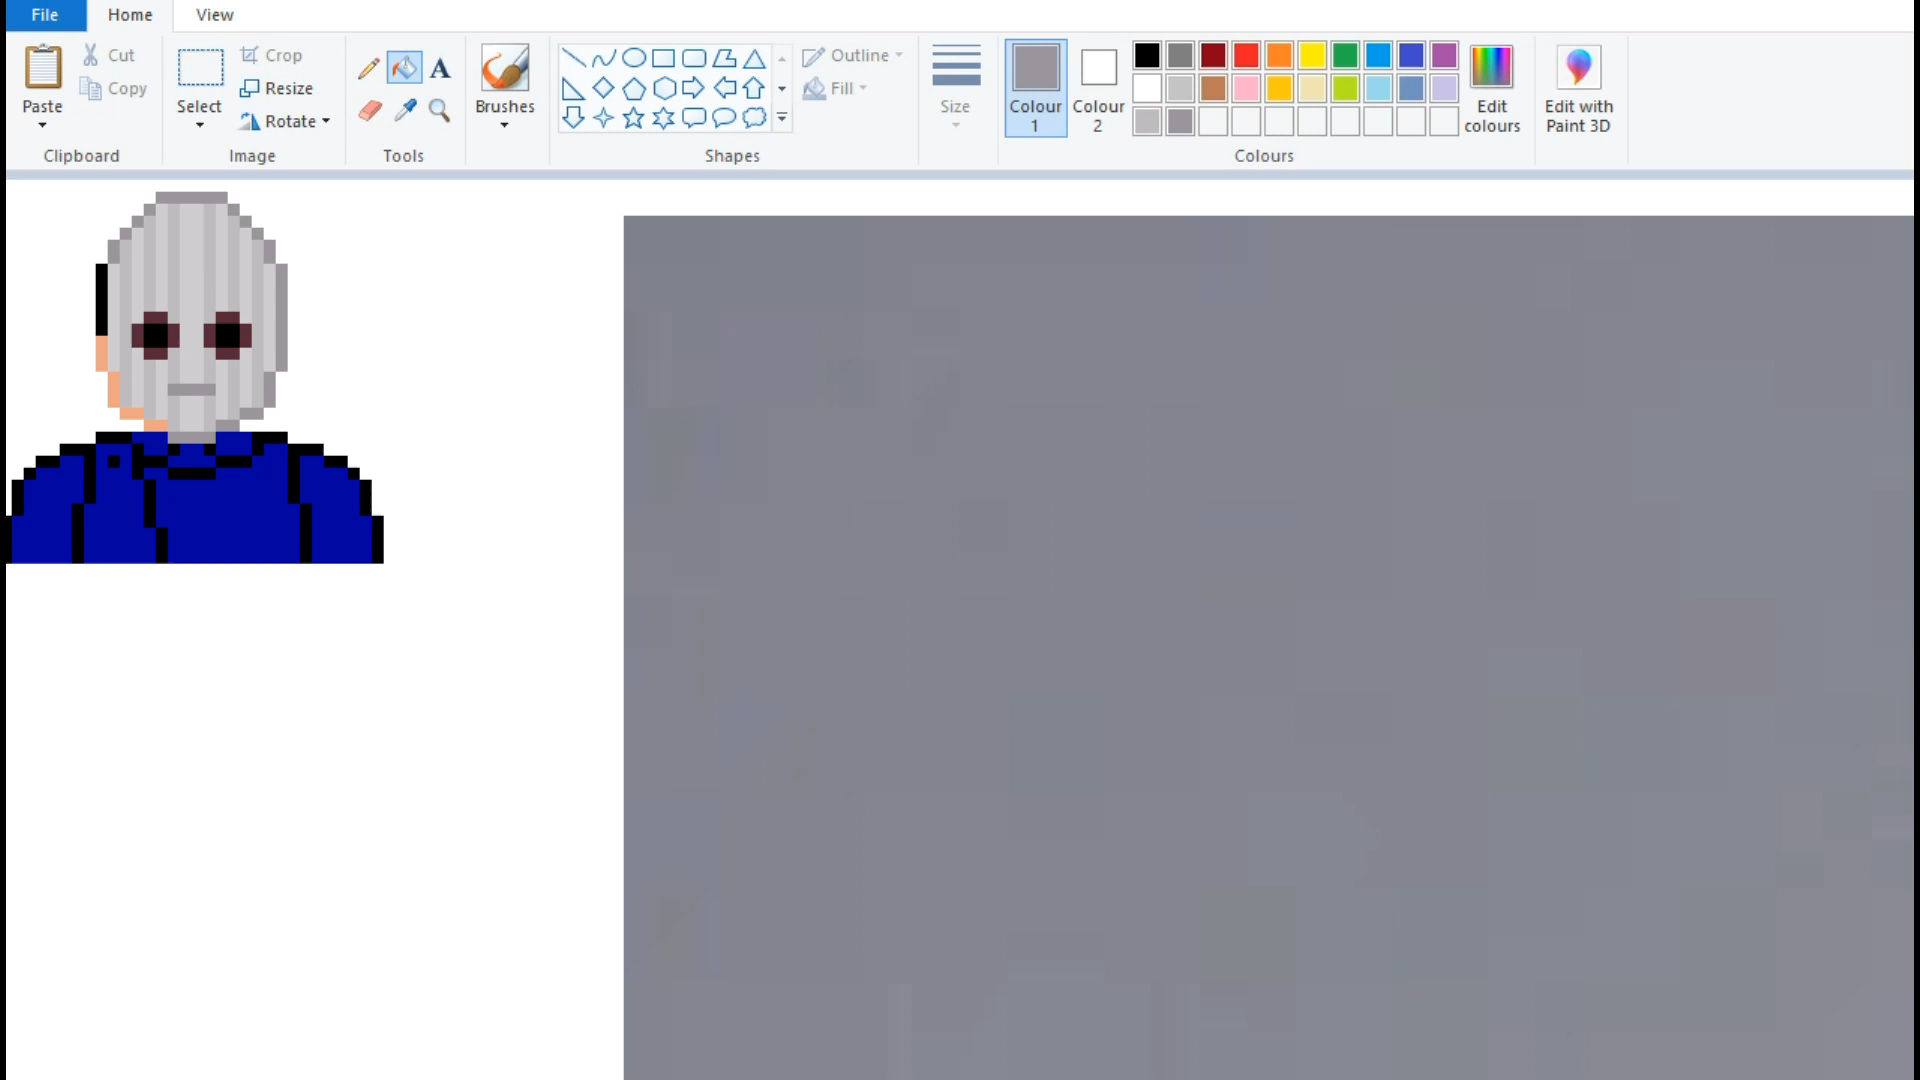 File Home View
Paste
Cut
Copy
Clipboard
Select
Crop
Resize
Rotate
Image
A
Tools
Brushes
Shapes
Outline
Fill
Size
Colour
1
Colour
2
Edit
colours
Colours
Edit with
Paint 3D